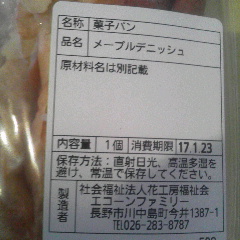 名称 菓子パン
品名 メープルデニッシュ
原材料名は別記載
内容量 1個 消費期限 17.1.23
保存方法:直射日光、高温多湿を
避け、常温で保存してください。
製造者 社会福祉法人花工房福祉会
エコーンファミリー
長野市川中島町今井1387-1
TEL026-283-8787